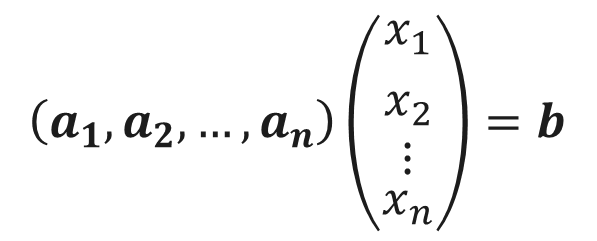 (𝒂₁, 𝒂₂, …, 𝒂ₙ) (x₁ x₂ ⋮ xₙ) = 𝒃